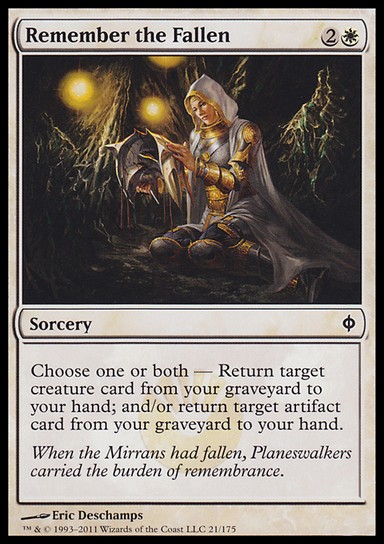 Remember the Fallen 2
Sorcery
Choose one or both — Return target
creature card from your graveyard to
your hand; and/or return target artifact
card from your graveyard to your hand.
When the Mirrans had fallen, Planeswalkers
carried the burden of remembrance.
Eric Deschamps
™ & © 1993–2011 Wizards of the Coast LLC 21/175